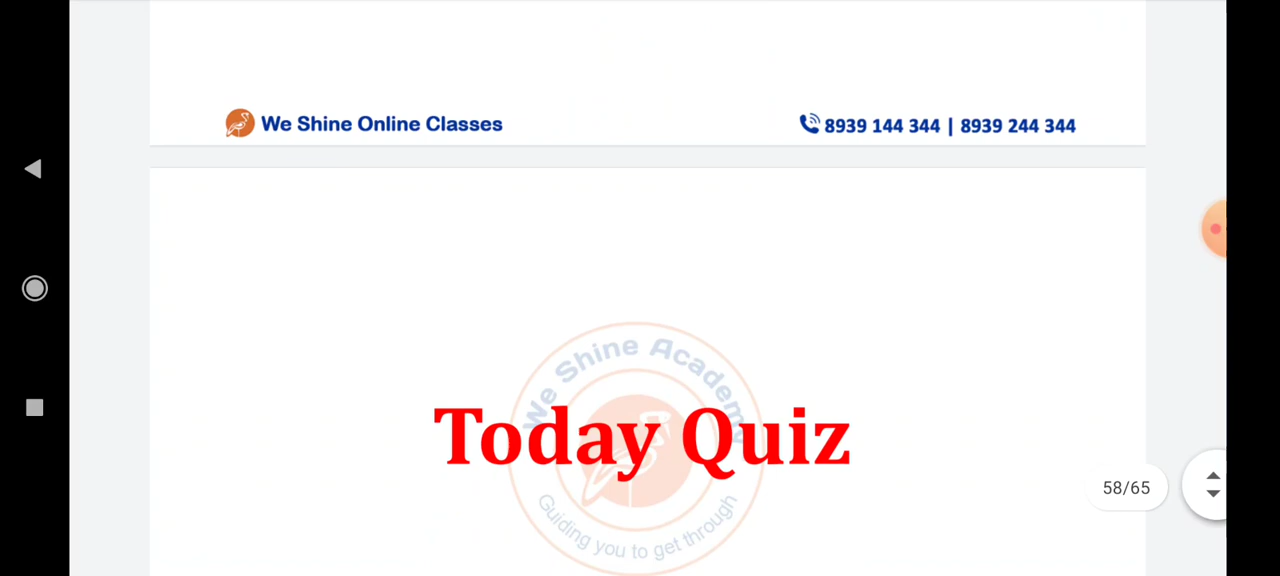 We Shine Online Classes
8939 144 344 | 8939 244 344
We Shine Academy
Today Quiz
Guiding you to get through
58/65